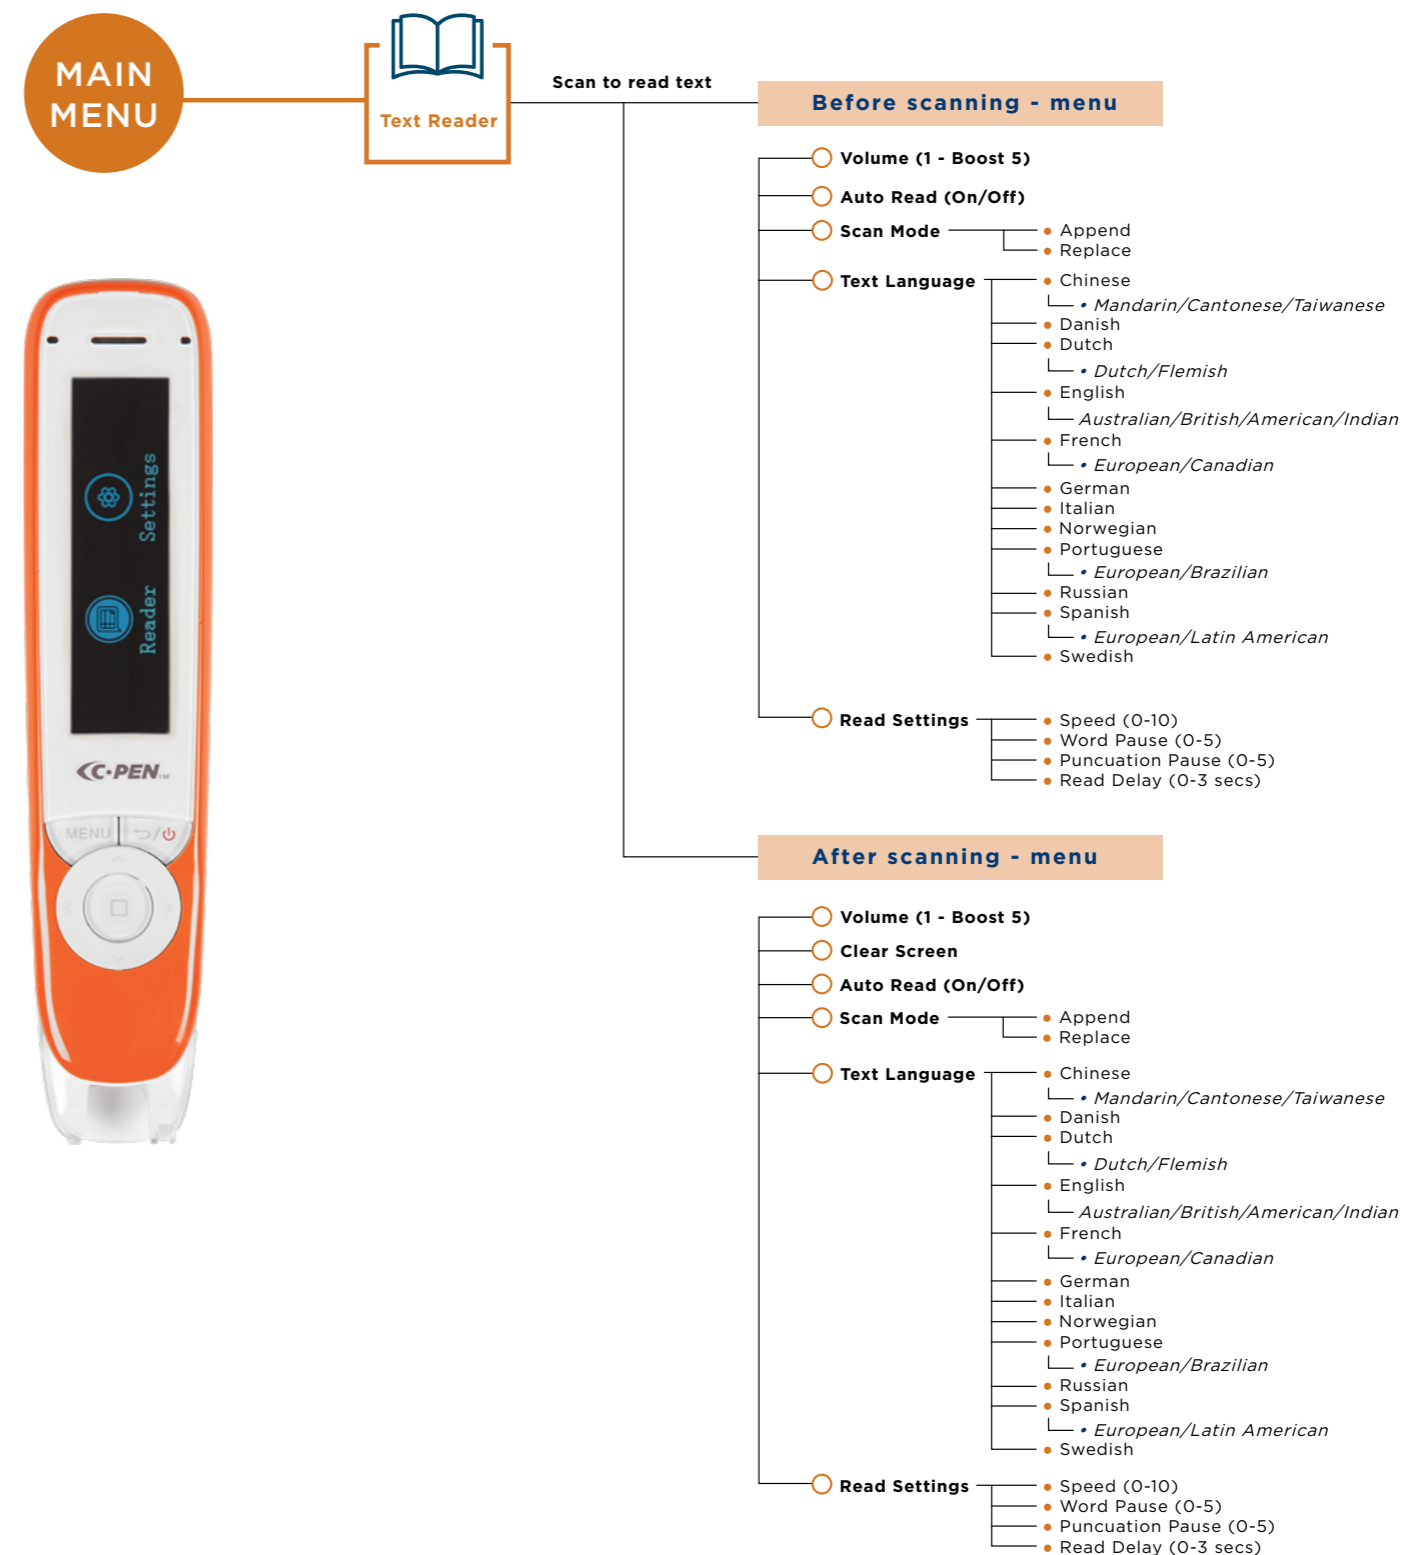 MAIN
MENU
Text Reader
Scan to read text
Before scanning - menu
Volume (1 - Boost 5)
Auto Read (On/Off)
Scan Mode
Append
Replace
Text Language
Chinese
• Mandarin/Cantonese/Taiwanese
Danish
Dutch
• Dutch/Flemish
English
Australian/British/American/Indian
French
• European/Canadian
German
Italian
Norwegian
Portuguese
• European/Brazilian
Russian
Spanish
• European/Latin American
Swedish
Read Settings
Speed (0-10)
Word Pause (0-5)
Puncuation Pause (0-5)
Read Delay (0-3 secs)
After scanning - menu
Volume (1 - Boost 5)
Clear Screen
Auto Read (On/Off)
Scan Mode
Append
Replace
Text Language
Chinese
• Mandarin/Cantonese/Taiwanese
Danish
Dutch
• Dutch/Flemish
English
Australian/British/American/Indian
French
• European/Canadian
German
Italian
Norwegian
Portuguese
• European/Brazilian
Russian
Spanish
• European/Latin American
Swedish
Read Settings
Speed (0-10)
Word Pause (0-5)
Puncuation Pause (0-5)
Read Delay (0-3 secs)
Settings
Reader
C·PEN™
MENU